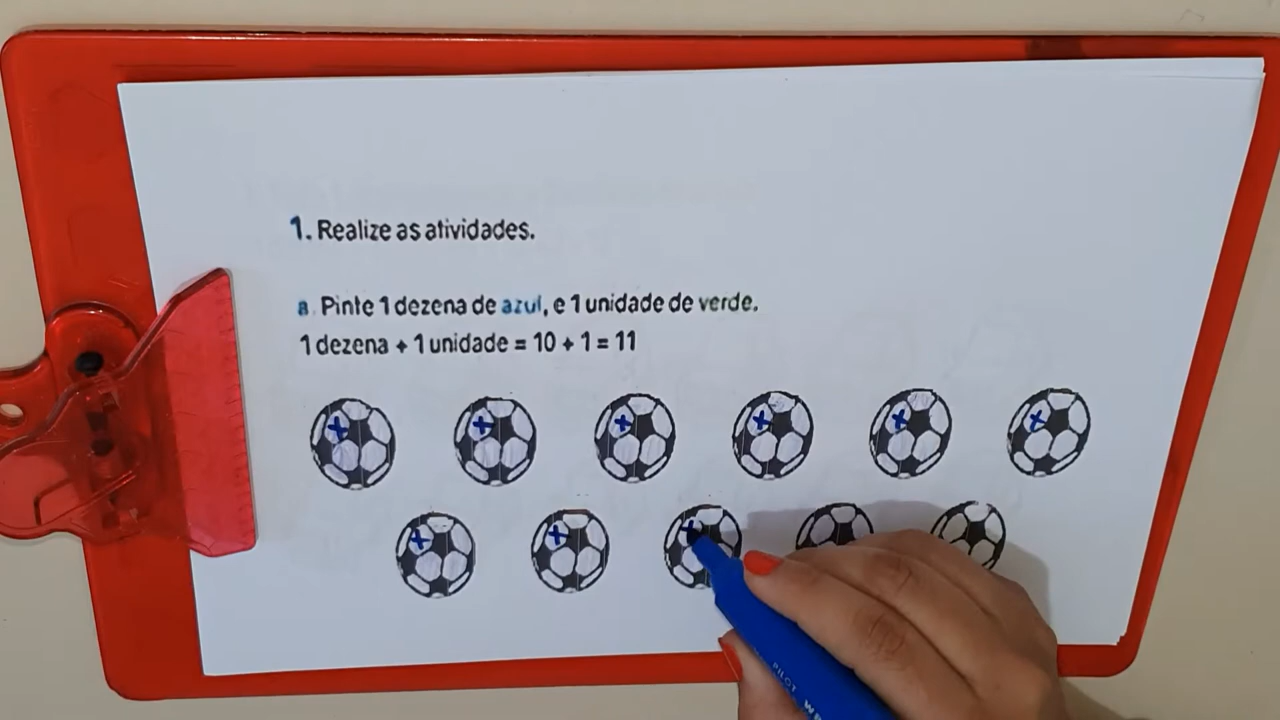 1. Realize as atividades.
a. Pinte 1 dezena de azul, e 1 unidade de verde.
1 dezena + 1 unidade = 10 + 1 = 11
PILOT